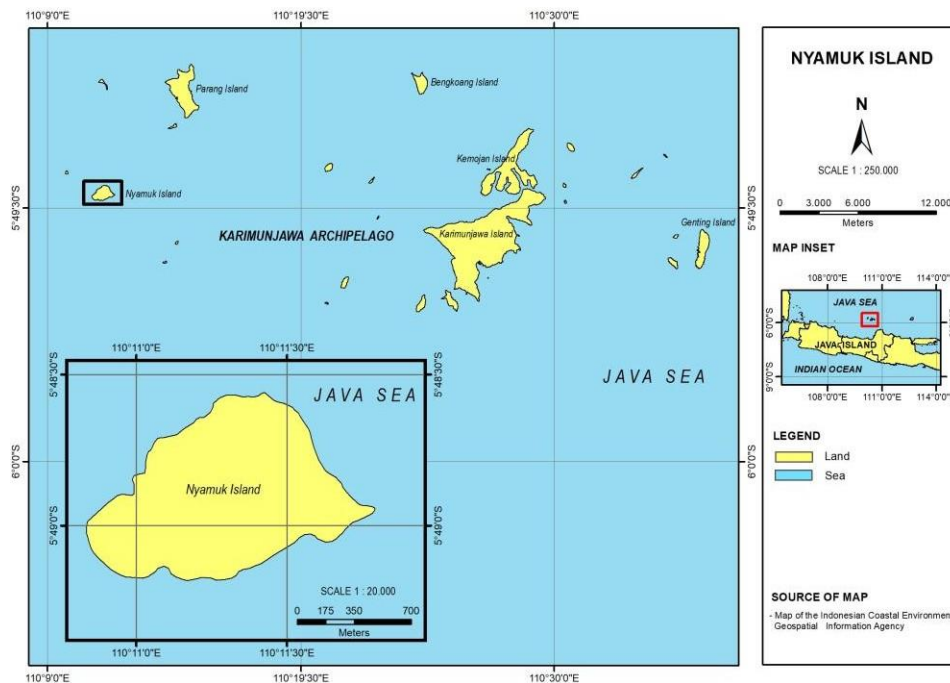 110°9'0"E
110°19'30"E
110°30'0"E
Parang Island
Bengkoang Island
Kemojan Island
Nyamuk Island
5°49'30"S
5°49'30"S
Genting Island
KARIMUNJAWA ARCHIPELAGO
Karimunjawa Island
110°11'0"E
110°11'30"E
5°48'30"S
5°48'30"S
JAVA SEA
JAVA SEA
6°0'0"S
6°0'0"S
Nyamuk Island
5°49'0"S
5°49'0"S
SCALE 1 : 20.000
0 175 350 700
Meters
110°11'0"E
110°11'30"E
110°9'0"E
110°19'30"E
110°30'0"E
NYAMUK ISLAND
N
SCALE 1 : 250.000
0 3.000 6.000 12.000
Meters
MAP INSET
108°0'0"E 111°0'0"E 114°0'
JAVA SEA
6°0'0"S
JAVA ISLAND
INDIAN OCEAN
9°0'0"S
108°0'0"E 111°0'0"E 114°0'
LEGEND
Land
Sea
SOURCE OF MAP
- Map of the Indonesian Coastal Environmen
Geospatial Information Agency